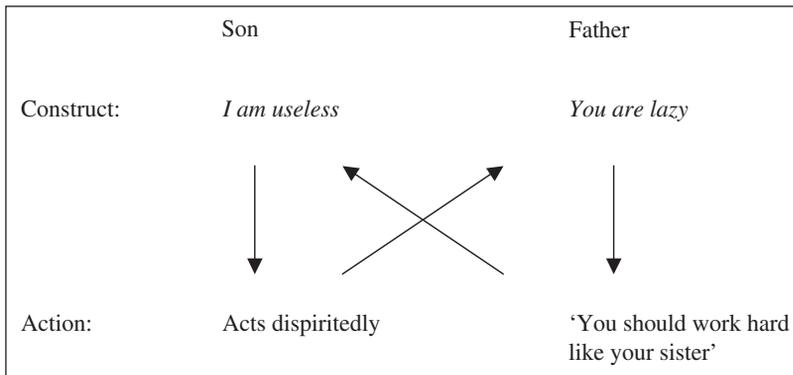 Son Father
Construct: I am useless You are lazy
Action: Acts dispiritedly ‘You should work hard
like your sister’